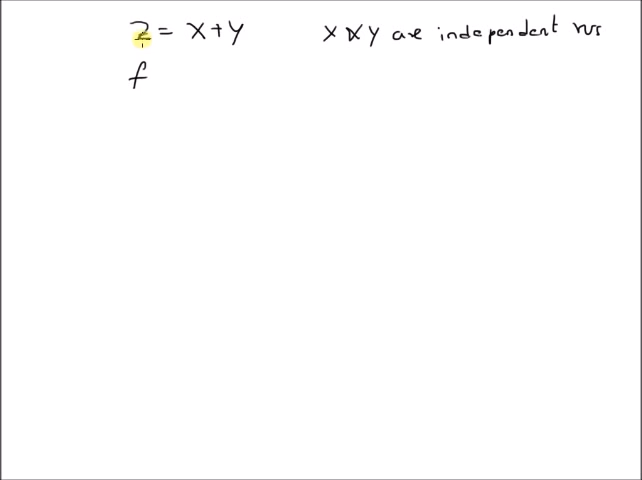 Z = X + Y X & Y are independent rvs
f